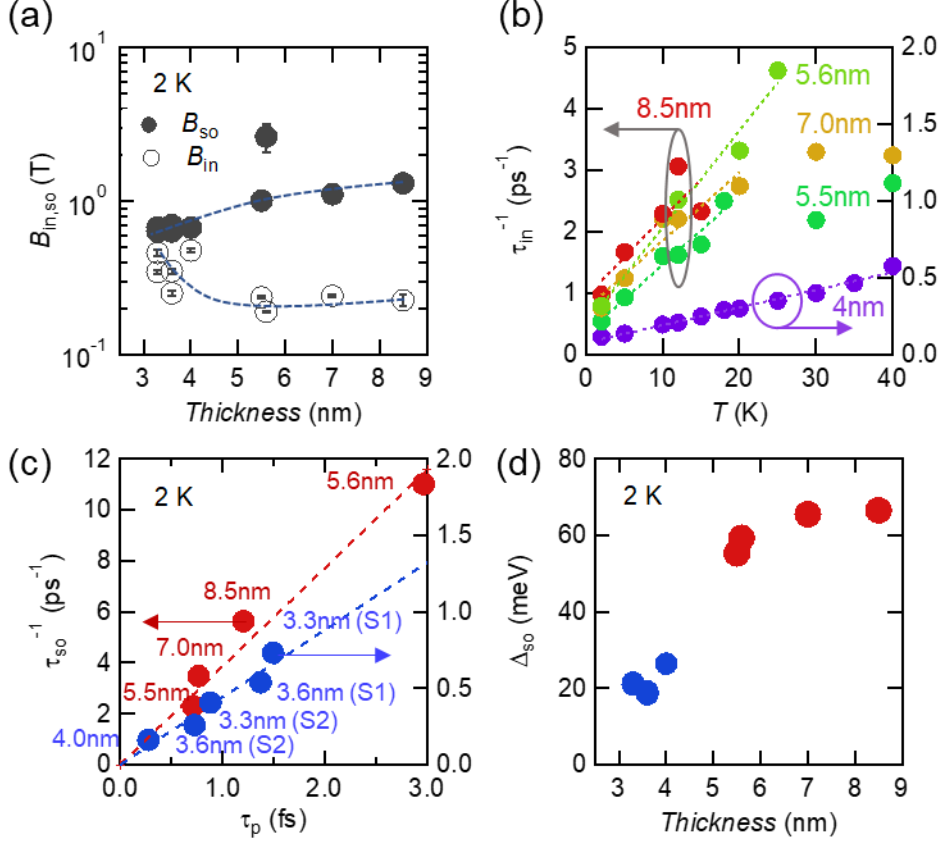 (a)
10¹
10⁰
10⁻¹
B_in,so (T)
2 K
B_so
B_in
3 4 5 6 7 8 9
Thickness (nm)
(b)
5
4
3
2
1
0
τ_in⁻¹ (ps⁻¹)
2.0
1.5
1.0
0.5
0.0
8.5nm
5.6nm
7.0nm
5.5nm
4nm
0 10 20 30 40
T (K)
(c)
12
10
8
6
4
2
0
τ_so⁻¹ (ps⁻¹)
2.0
1.5
1.0
0.5
0.0
2 K
5.6nm
8.5nm
3.3nm (S1)
7.0nm
3.6nm (S1)
5.5nm
3.3nm (S2)
4.0nm
3.6nm (S2)
0.0 1.0 2.0 3.0
τ_p (fs)
(d)
80
60
40
20
0
Δ_so (meV)
2 K
3 4 5 6 7 8 9
Thickness (nm)